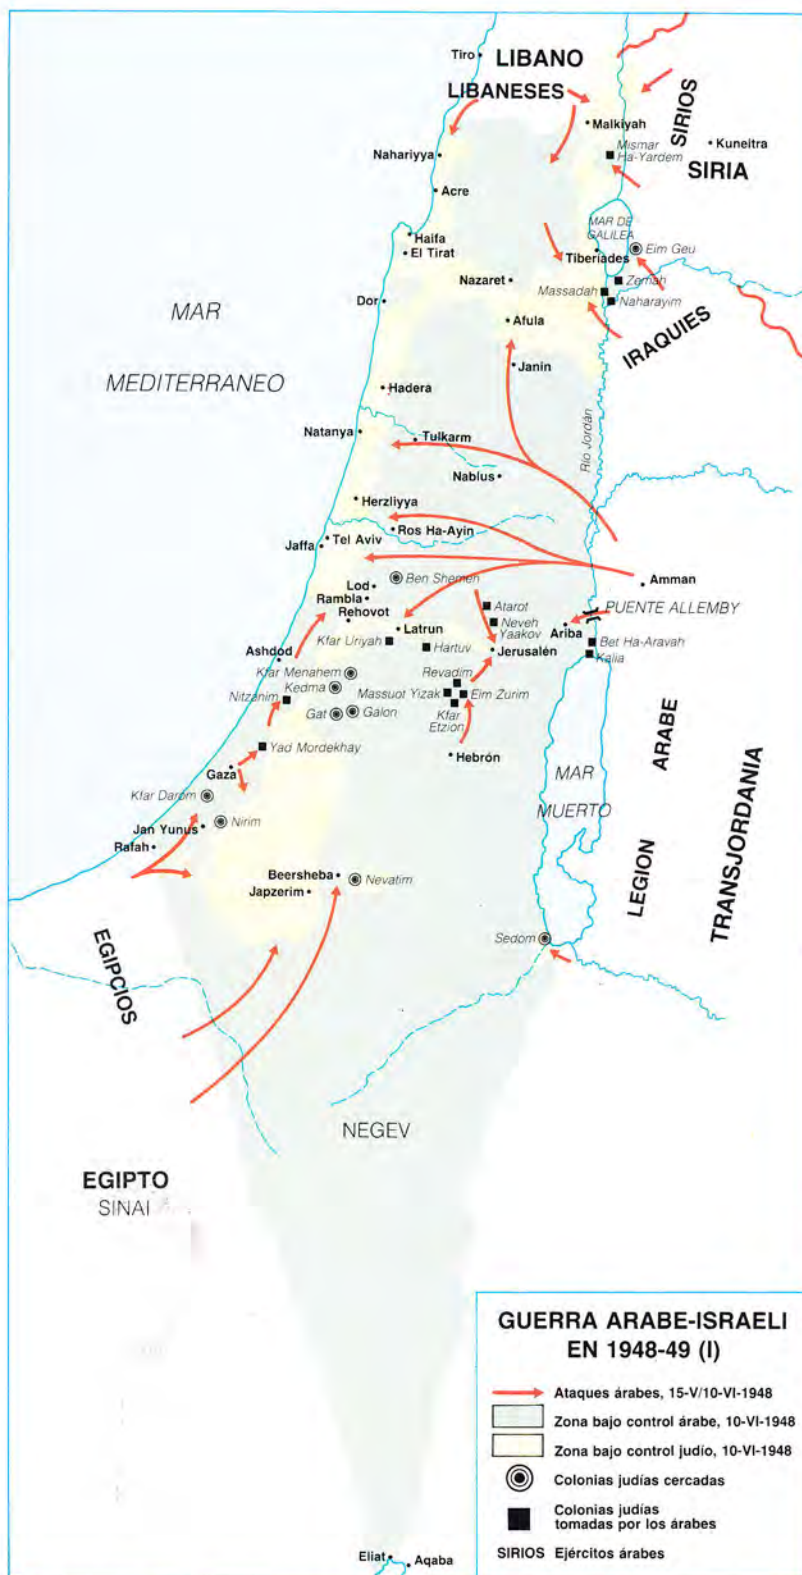 Tiro
LIBANO
LIBANESES
SIRIOS
Malkiyah
Kuneitra
Mismar
Ha-Yardem
SIRIA
Nahariyya
Acre
MAR DE
GALILEA
Haifa
El Tirat
Tiberíades
Eim Geu
Nazaret
Zemah
Massadah
Naharayim
Dor
MAR
MEDITERRANEO
Afula
IRAQUIES
Janin
Hadera
Natanya
Tulkarm
Río Jordán
Nablus
Herzliyya
Ros Ha-Ayin
Tel Aviv
Jaffa
Ben Shemen
Amman
Lod
Rambla
Rehovot
Atarot
Neveh
Yaakov
PUENTE ALLEMBY
Latrun
Ariba
Kfar Uriyah
Hartuv
Jerusalén
Bet Ha-Aravah
Kalia
Ashdod
Kfar Menahem
Kedma
Revadim
Nitzanim
Massuot Yizak
Eim Zurim
Gat
Galon
Kfar
Etzion
Yad Mordekhay
Hebrón
Gaza
MAR
MUERTO
Kfar Darom
Jan Yunus
Nirim
Rafah
LEGION ARABE
TRANSJORDANIA
Beersheba
Nevatim
Japzerim
EGIPCIOS
Sedom
NEGEV
EGIPTO
SINAI
GUERRA ARABE-ISRAELI
EN 1948-49 (I)
Ataques árabes, 15-V/10-VI-1948
Zona bajo control árabe, 10-VI-1948
Zona bajo control judío, 10-VI-1948
Colonias judías cercadas
Colonias judías
tomadas por los árabes
SIRIOS Ejércitos árabes
Eliat
Aqaba